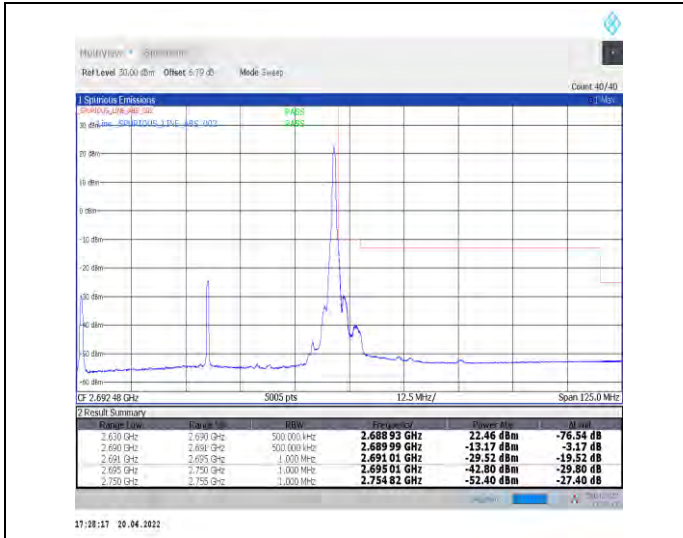 MultiView
Ref Level 30.00 dBm Offset 6.79 dB Mode Sweep
Count 40/40
1 Spurious Emissions
_SPURIOUS_LINE_ABS_002 PASS
30 dBm Line _SPURIOUS_LINE_ABS_002 PASS
20 dBm
10 dBm
0 dBm
-10 dBm
-20 dBm
-30 dBm
-40 dBm
-50 dBm
-60 dBm
CF 2.692 48 GHz 5005 pts 12.5 MHz/ Span 125.0 MHz
2 Result Summary
Range Low Range Up RBW Frequency Power Abs ΔLimit
2.630 GHz 2.690 GHz 500.000 kHz 2.688 93 GHz 22.46 dBm -76.54 dB
2.690 GHz 2.691 GHz 500.000 kHz 2.689 99 GHz -13.17 dBm -3.17 dB
2.691 GHz 2.695 GHz 1.000 MHz 2.691 01 GHz -29.52 dBm -19.52 dB
2.695 GHz 2.750 GHz 1.000 MHz 2.695 01 GHz -42.80 dBm -29.80 dB
2.750 GHz 2.755 GHz 1.000 MHz 2.754 82 GHz -52.40 dBm -27.40 dB
17:28:17 20.04.2022